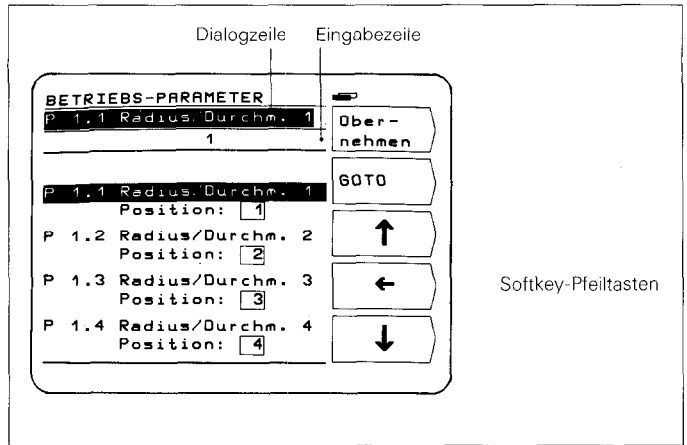 Dialogzeile Eingabezeile
BETRIEBS-PARAMETER
P 1.1 Radius/Durchm. 1
1
Über-
nehmen
P 1.1 Radius/Durchm. 1
Position: 1
GOTO
P 1.2 Radius/Durchm. 2
Position: 2
↑
P 1.3 Radius/Durchm. 3
Position: 3
←
Softkey-Pfeiltasten
P 1.4 Radius/Durchm. 4
Position: 4
↓